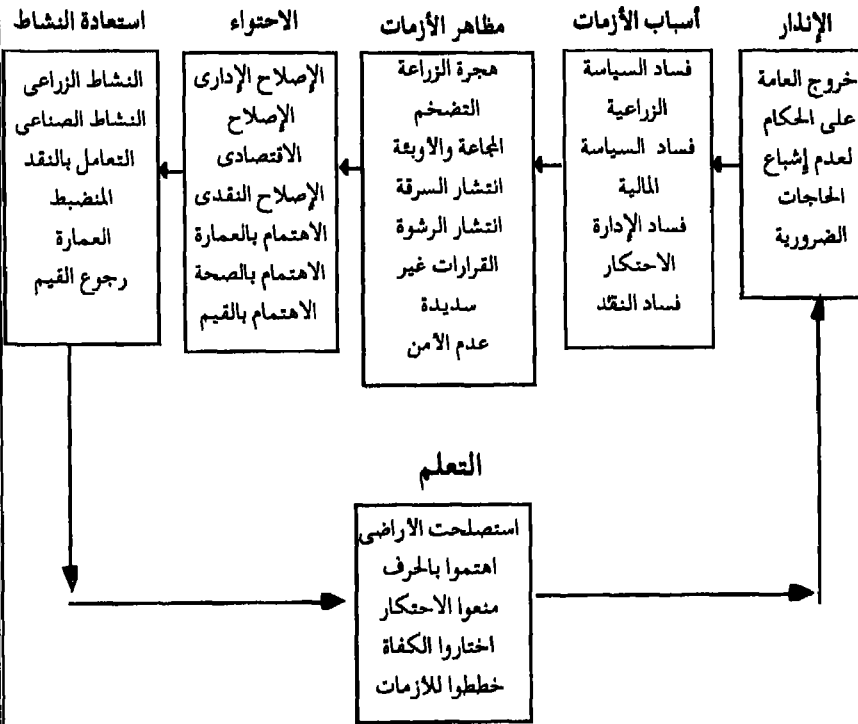 الإنذار
خروج العامة
على الحكام
لعدم إشباع
الحاجات
الضرورية
أسباب الأزمات
فساد السياسة
الزراعية
فساد السياسة
المالية
فساد الإدارة
الاحتكار
فساد النقد
مظاهر الأزمات
هجرة الزراعة
التضخم
المجاعة والأوبئة
انتشار السرقة
انتشار الرشوة
القرارات غير
سديدة
عدم الأمن
الاحتواء
الإصلاح الإدارى
الإصلاح
الاقتصادى
الإصلاح النقدى
الاهتمام بالعمارة
الاهتمام بالصحة
الاهتمام بالقيم
استعادة النشاط
النشاط الزراعى
النشاط الصناعى
التعامل بالنقد
المنضبط
العمارة
رجوع القيم
التعلم
استصلحت الأراضى
اهتموا بالحرف
منعوا الاحتكار
اختاروا الكفاة
خططوا للأزمات